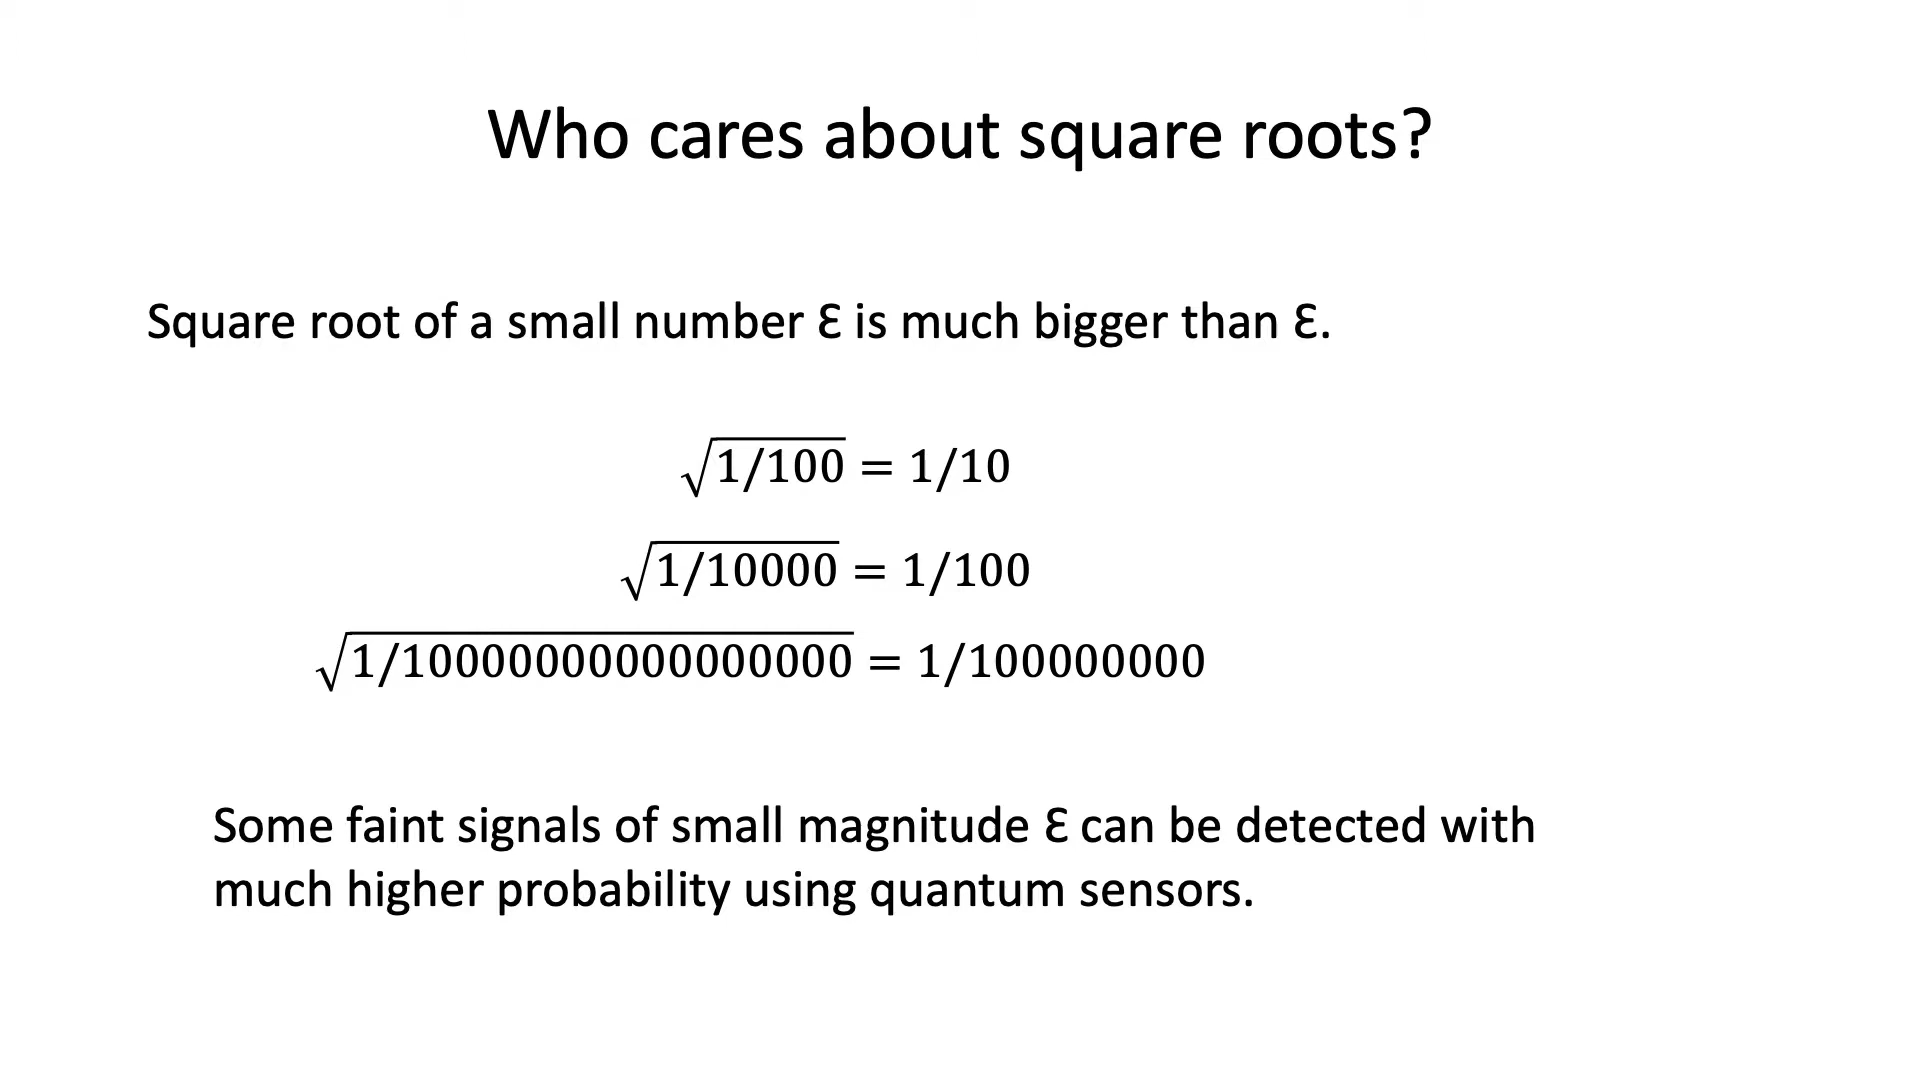 Who cares about square roots?
Square root of a small number Ɛ is much bigger than Ɛ.
√1/100 = 1/10
√1/10000 = 1/100
√1/10000000000000000 = 1/100000000
Some faint signals of small magnitude Ɛ can be detected with
much higher probability using quantum sensors.